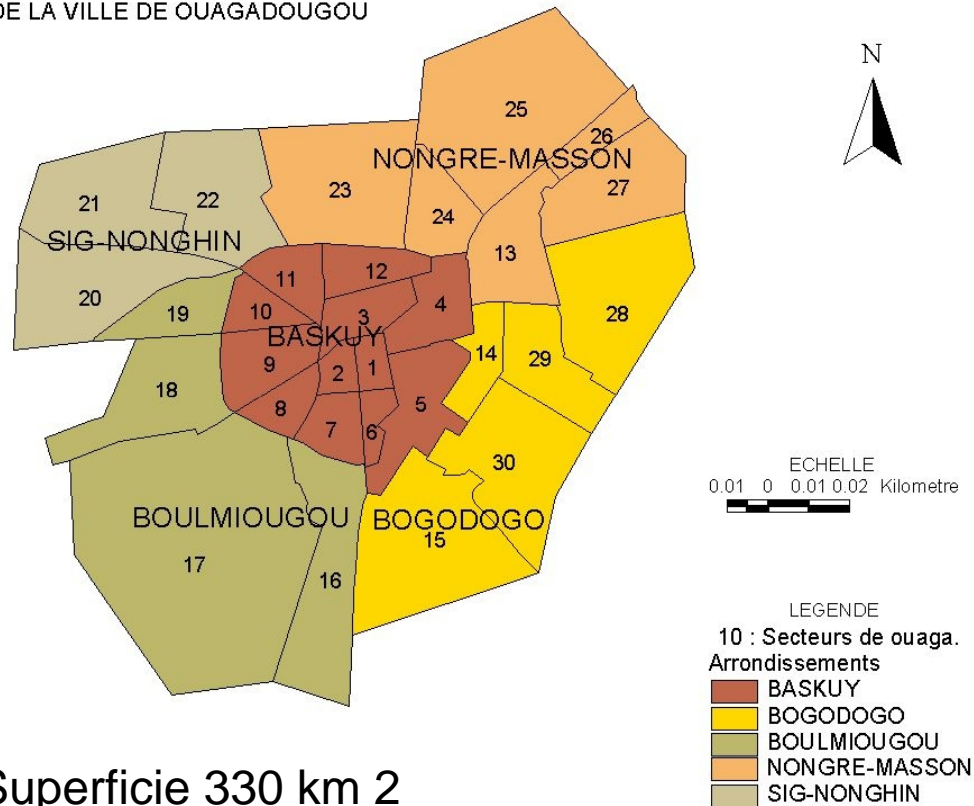 DE LA VILLE DE OUAGADOUGOU
N
25
26
NONGRE-MASSON
27
23
22
21
24
SIG-NONGHIN
13
11
12
20
4
10
19
3
28
BASKUY
14
29
9
2
1
18
5
8
7
6
30
ECHELLE
0.01 0 0.01 0.02 Kilometre
BOULMIOUGOU
BOGODOGO
15
17
16
LEGENDE
10 : Secteurs de ouaga.
Arrondissements
BASKUY
BOGODOGO
BOULMIOUGOU
NONGRE-MASSON
SIG-NONGHIN
Superficie 330 km 2